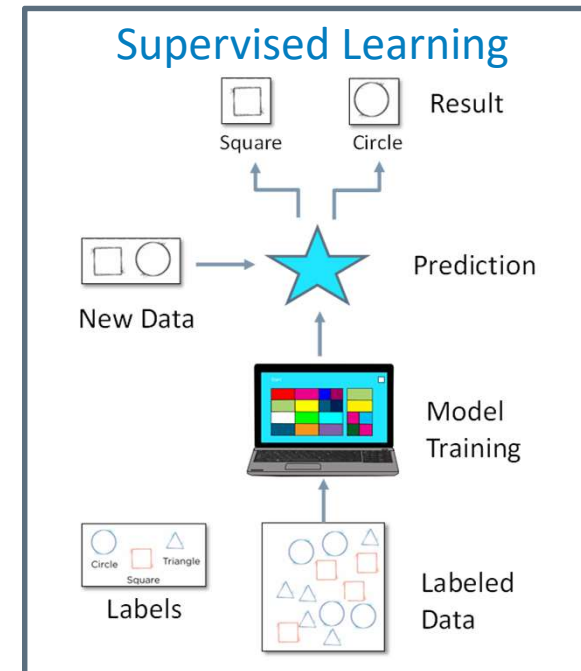 Supervised Learning
Result
Square
Circle
Prediction
New Data
Model
Training
Circle
Triangle
Square
Labels
Labeled
Data